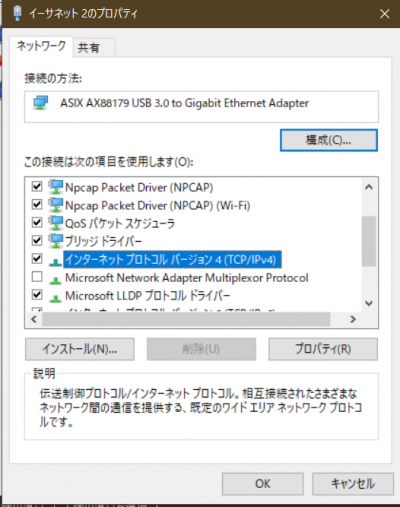 イーサネット 2のプロパティ
ネットワーク 共有
接続の方法:
ASIX AX88179 USB 3.0 to Gigabit Ethernet Adapter
構成(C)...
この接続は次の項目を使用します(O):
Npcap Packet Driver (NPCAP)
Npcap Packet Driver (NPCAP) (Wi-Fi)
QoS パケット スケジューラ
ブリッジ ドライバー
インターネット プロトコル バージョン 4 (TCP/IPv4)
Microsoft Network Adapter Multiplexor Protocol
Microsoft LLDP プロトコル ドライバー
インストール(N)... 削除(U) プロパティ(R)
説明
伝送制御プロトコル/インターネット プロトコル。相互接続されたさまざまな
ネットワーク間の通信を提供する、既定のワイド エリア ネットワーク プロトコ
ルです。
OK キャンセル